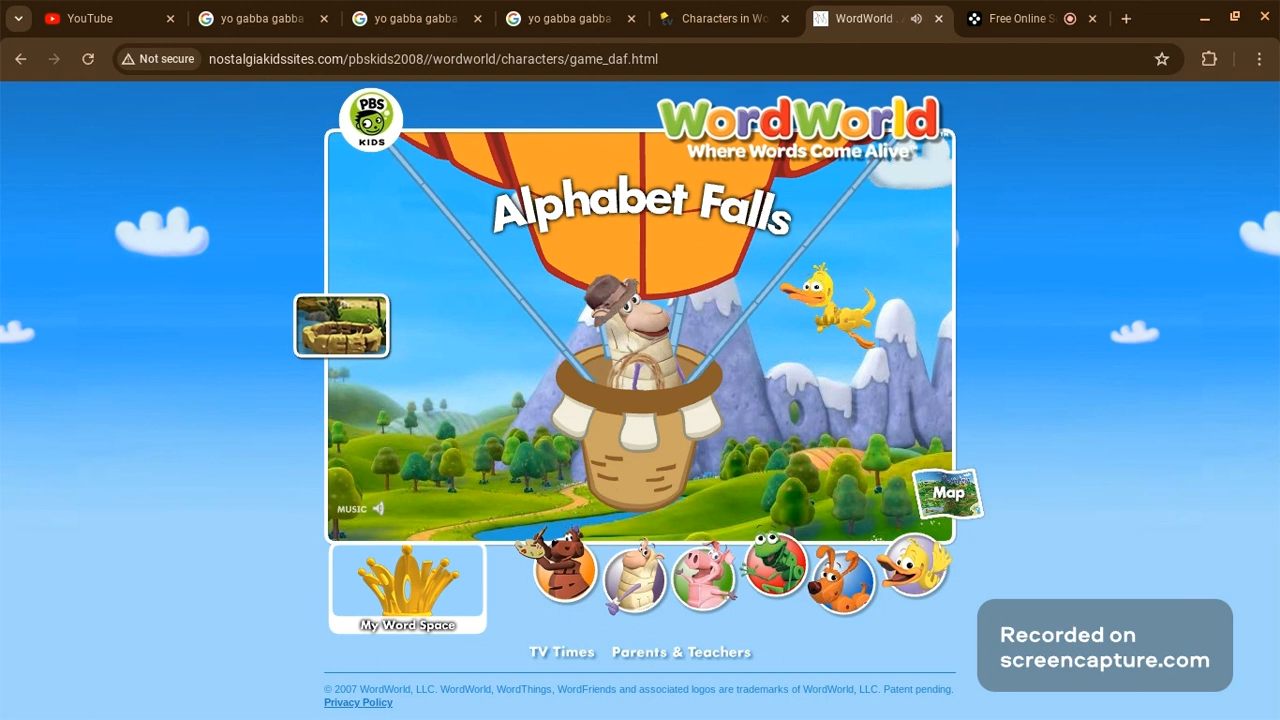 YouTube
yo gabba gabba
yo gabba gabba
yo gabba gabba
Characters in Wo
WordWorld . A
Free Online S
Not secure
nostalgiakidssites.com/pbskids2008//wordworld/characters/game_daf.html
PBS
KIDS
WordWorld
Where Words Come Alive™
Alphabet Falls
Map
MUSIC
My Word Space
TV Times
Parents & Teachers
Recorded on
screencapture.com
© 2007 WordWorld, LLC. WordWorld, WordThings, WordFriends and associated logos are trademarks of WordWorld, LLC. Patent pending.
Privacy Policy